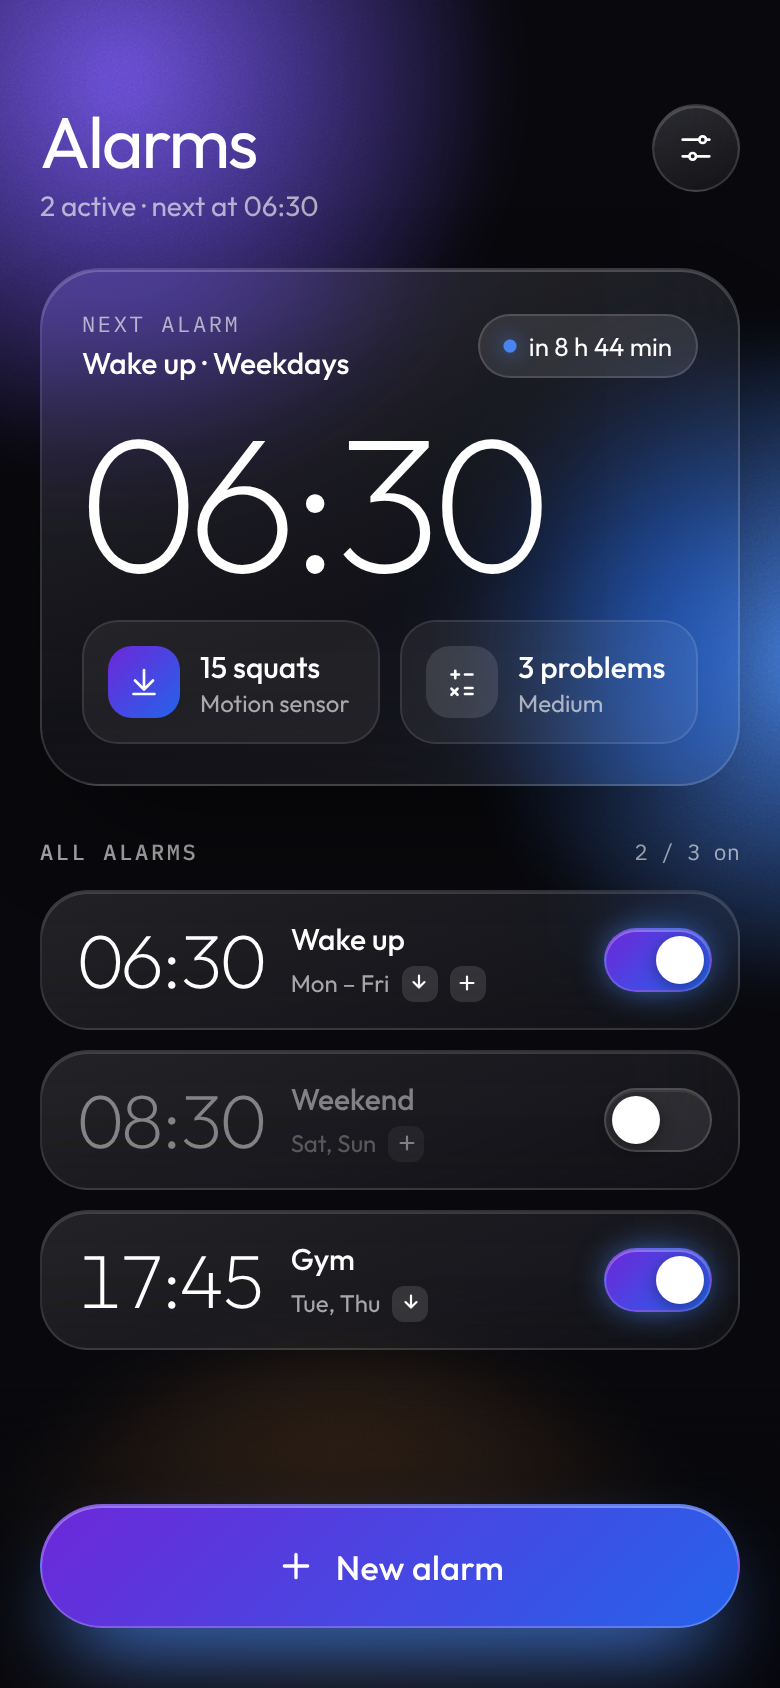 Alarms
2 active · next at 06:30
NEXT ALARM
Wake up · Weekdays
in 8 h 44 min
06:30
15 squats
Motion sensor
3 problems
Medium
ALL ALARMS
2 / 3 on
06:30
Wake up
Mon – Fri
08:30
Weekend
Sat, Sun
17:45
Gym
Tue, Thu
New alarm